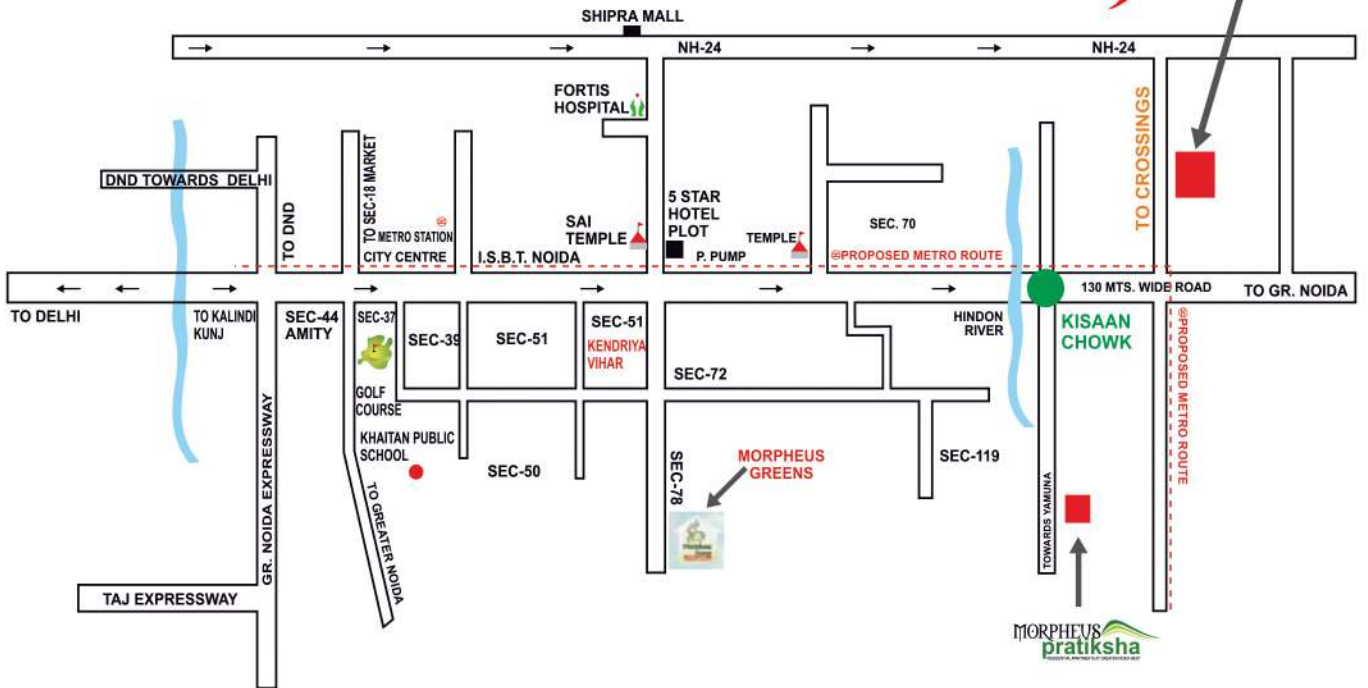 SHIPRA MALL
NH-24
NH-24
FORTIS
HOSPITAL
TO CROSSINGS
DND TOWARDS DELHI
TO DND
TO SEC-18 MARKET
TO METRO STATION
CITY CENTRE
I.S.B.T. NOIDA
SAI
TEMPLE
5 STAR
HOTEL
PLOT
P. PUMP
TEMPLE
SEC. 70
PROPOSED METRO ROUTE
130 MTS. WIDE ROAD
TO GR. NOIDA
TO DELHI
TO KALINDI
KUNJ
SEC-44
AMITY
SEC-37
SEC-39
SEC-51
SEC-51
KENDRIYA
VIHAR
HINDON
RIVER
KISAAN
CHOWK
PROPOSED METRO ROUTE
GOLF
COURSE
SEC-72
KHAITAN PUBLIC
SCHOOL
SEC-50
SEC-78
MORPHEUS
GREENS
SEC-119
GR. NOIDA EXPRESSWAY
TO GREATER NOIDA
TOWARDS YAMUNA
TAJ EXPRESSWAY
MORPHEUS
pratiksha